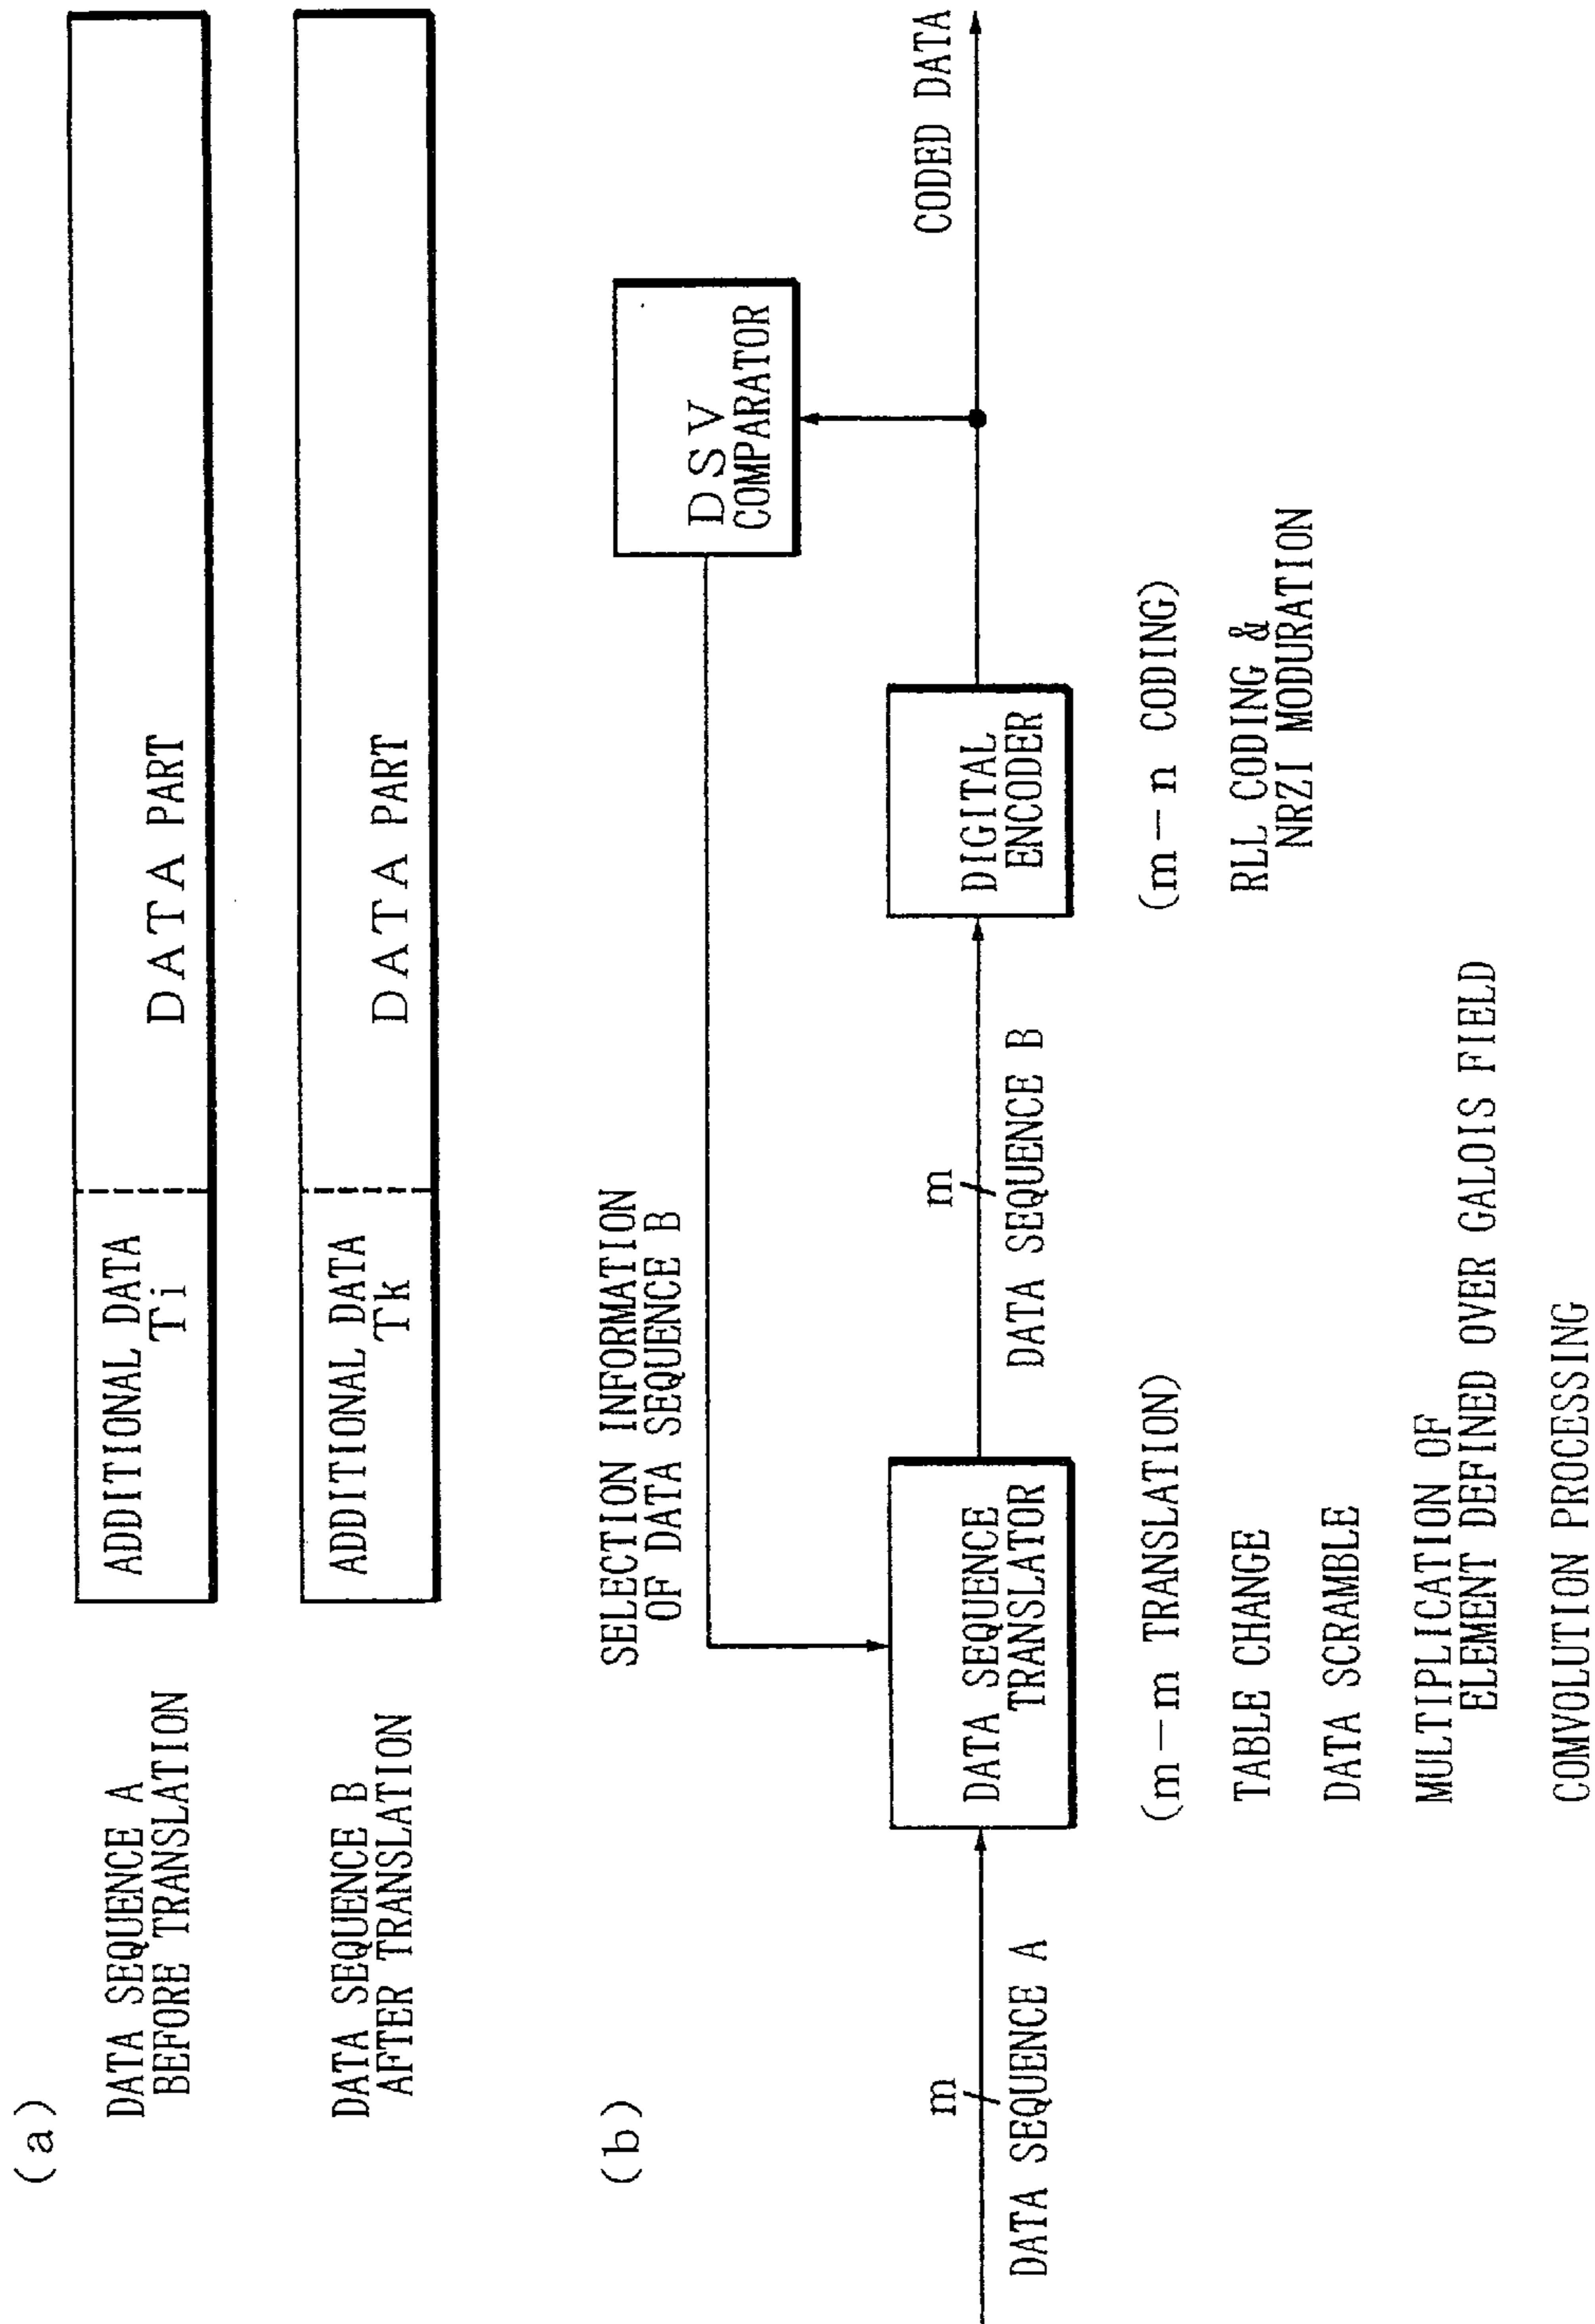 (a)
DATA SEQUENCE A
BEFORE TRANSLATION
ADDITIONAL DATA
Ti
DATA PART
DATA SEQUENCE B
AFTER TRANSLATION
ADDITIONAL DATA
Tk
DATA PART
(b)
SELECTION INFORMATION
OF DATA SEQUENCE B
DSV
COMPARATOR
CODED DATA
m
DATA SEQUENCE A
DATA SEQUENCE
TRANSLATOR
m
DATA SEQUENCE B
DIGITAL
ENCODER
(m-m TRANSLATION)
TABLE CHANGE
DATA SCRAMBLE
MULTIPLICATION OF
ELEMENT DEFINED OVER GALOIS FIELD
COMVOLUTION PROCESSING
(m-n CODING)
RLL CODING &
NRZI MODURATION